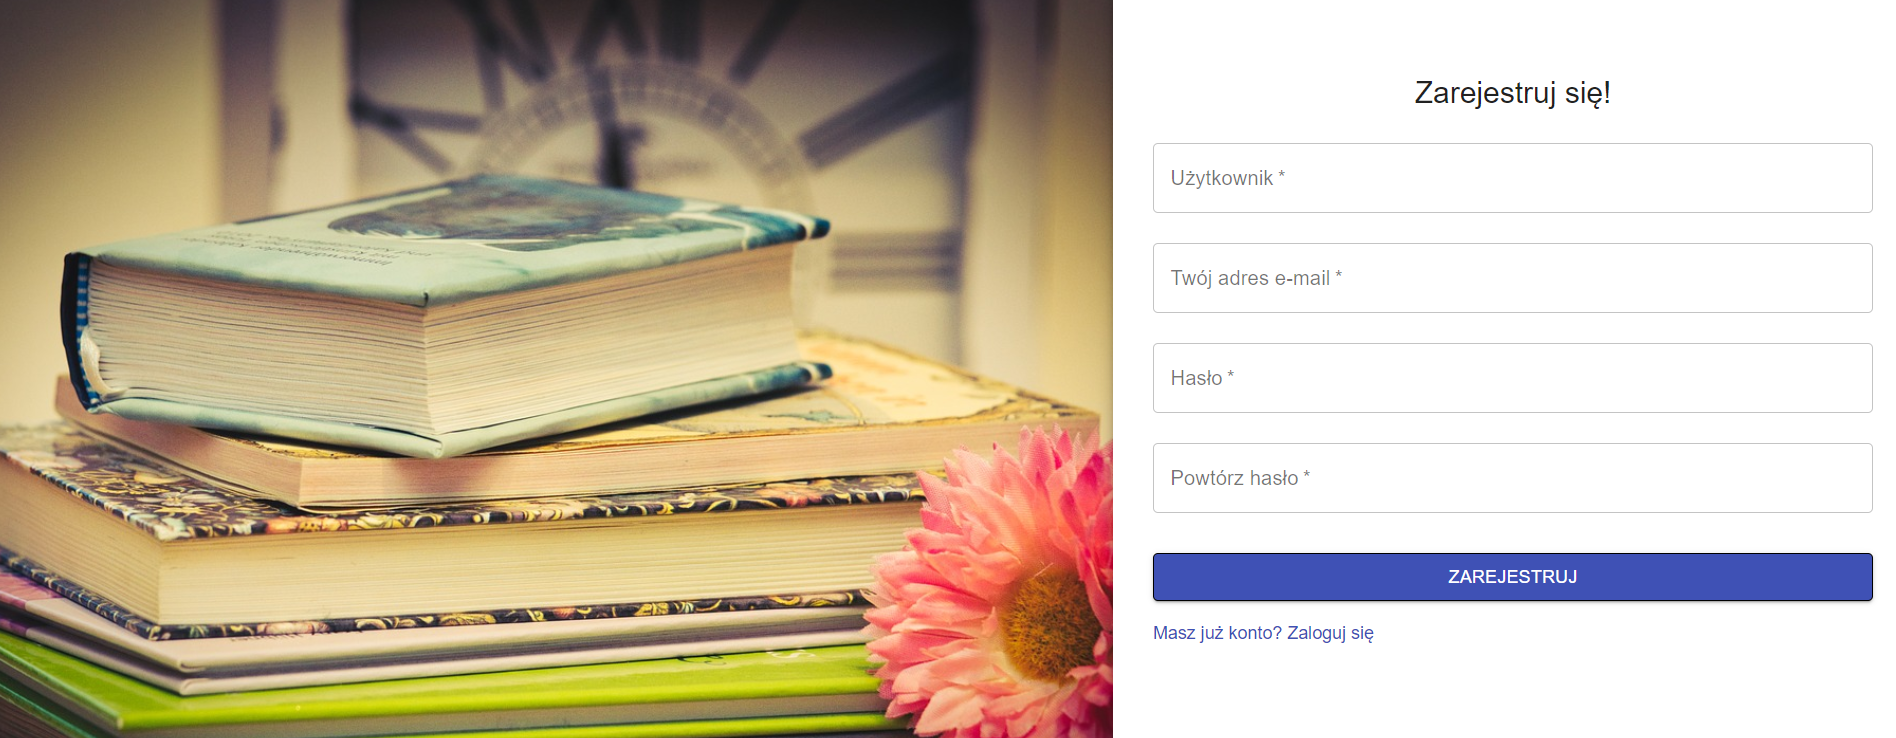 Zarejestruj się!
Użytkownik *
Twój adres e-mail *
Hasło *
Powtórz hasło *
ZAREJESTRUJ
Masz już konto? Zaloguj się